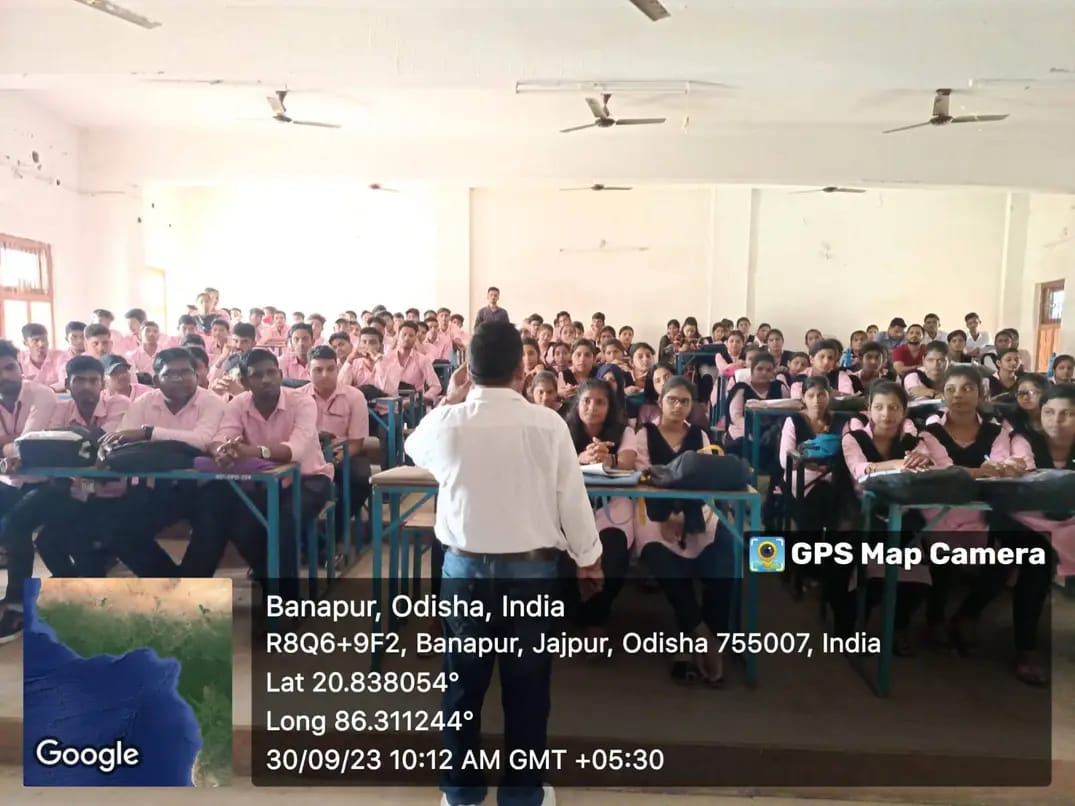 GPS Map Camera
Banapur, Odisha, India
R8Q6+9F2, Banapur, Jajpur, Odisha 755007, India
Lat 20.838054°
Long 86.311244°
30/09/23 10:12 AM GMT +05:30
Google